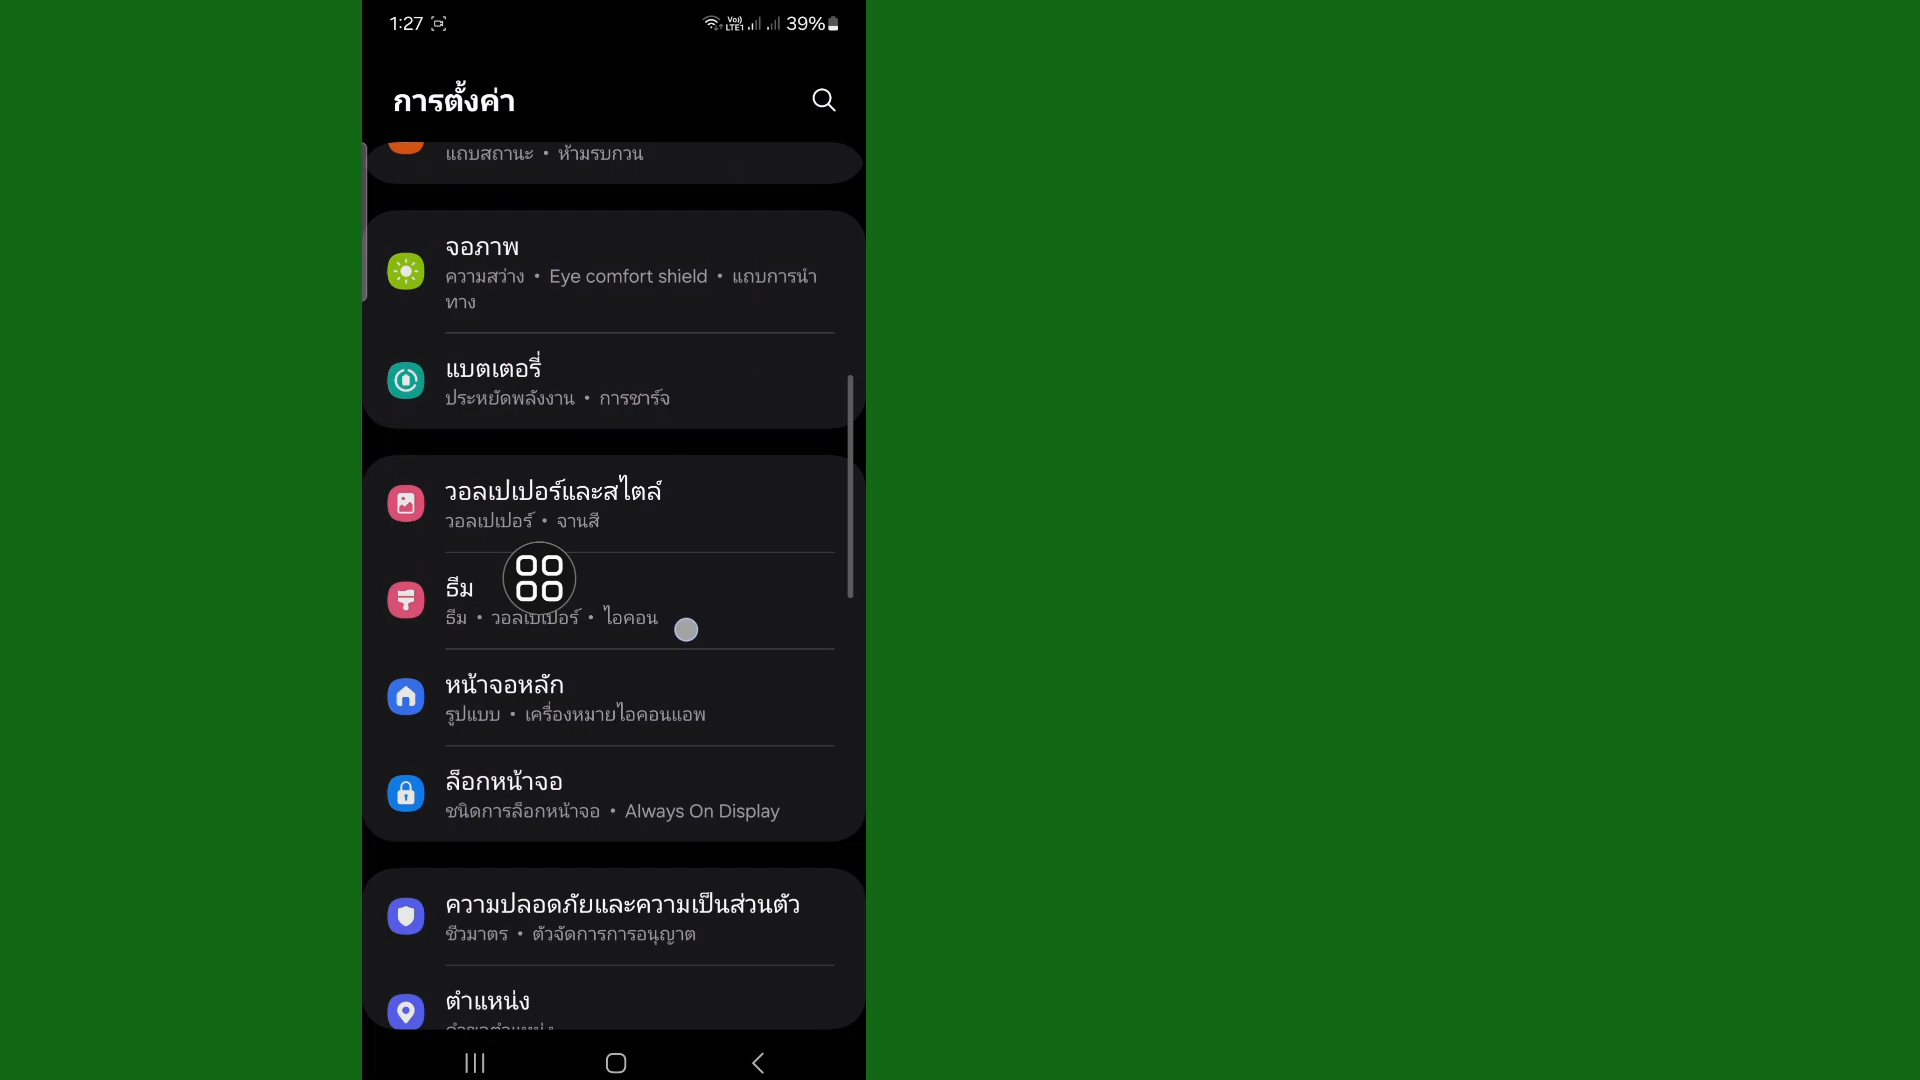 1:27
Vo)) LTE1 39%
การตั้งค่า
แถบสถานะ • ห้ามรบกวน
จอภาพ
ความสว่าง • Eye comfort shield • แถบการนำ
ทาง
แบตเตอรี่
ประหยัดพลังงาน • การชาร์จ
วอลเปเปอร์และสไตล์
วอลเปเปอร์ • จานสี
ธีม
ธีม • วอลเปเปอร์ • ไอคอน
หน้าจอหลัก
รูปแบบ • เครื่องหมายไอคอนแอพ
ล็อกหน้าจอ
ชนิดการล็อกหน้าจอ • Always On Display
ความปลอดภัยและความเป็นส่วนตัว
ชีวมาตร • ตัวจัดการการอนุญาต
ตำแหน่ง